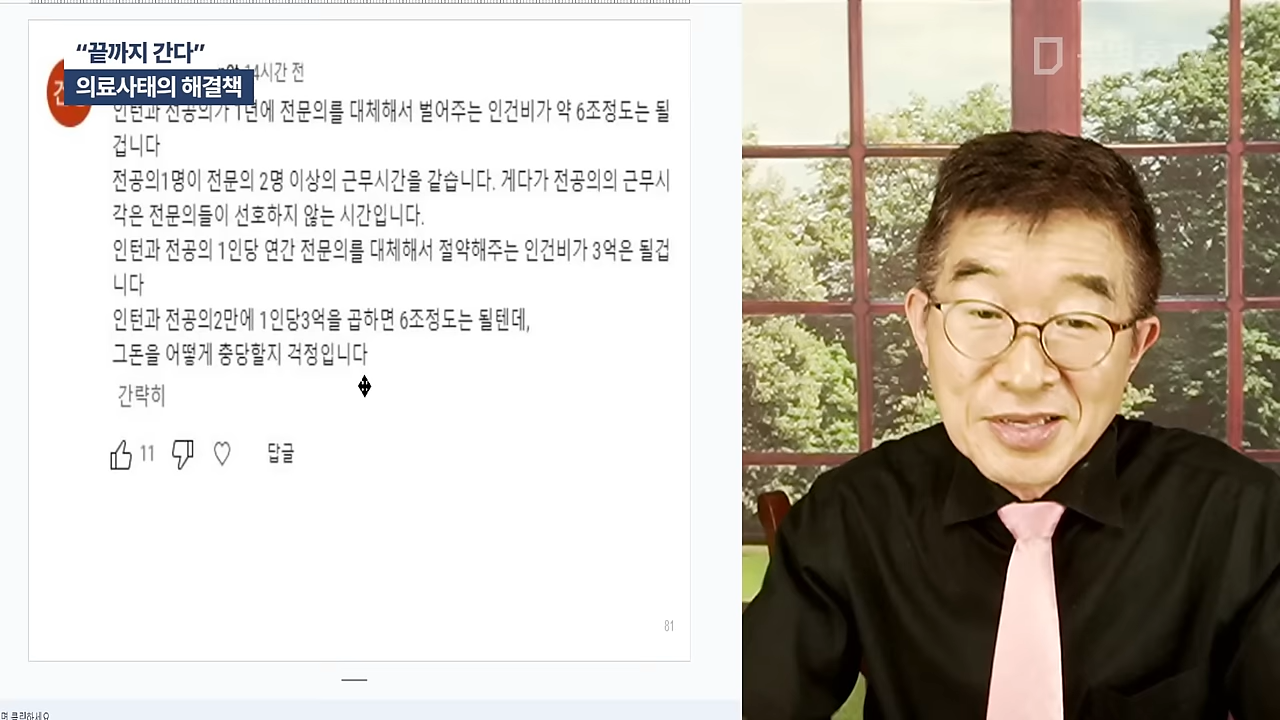 “끝까지 간다”
의료사태의 해결책
14시간 전
인턴과 전공의가 1년에 전문의를 대체해서 벌어주는 인건비가 약 6조정도는 될
겁니다
전공의1명이 전문의 2명 이상의 근무시간을 같습니다. 게다가 전공의의 근무시
각은 전문의들이 선호하지 않는 시간입니다.
인턴과 전공의 1인당 연간 전문의를 대체해서 절약해주는 인건비가 3억은 될겁
니다
인턴과 전공의2만에 1인당3억을 곱하면 6조정도는 될텐데,
그돈을 어떻게 충당할지 걱정입니다
간략히
11 답글
81